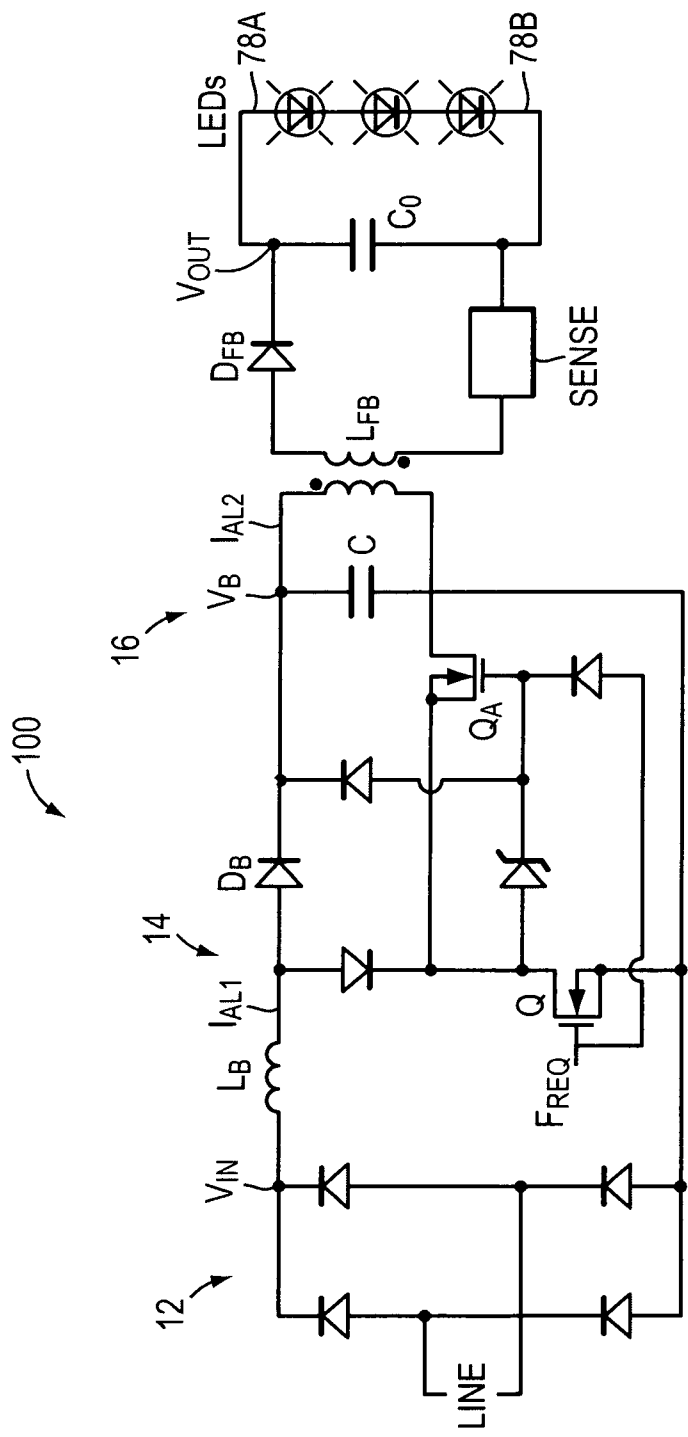 100
12
14
16
LINE
VIN
LB
IAL1
DB
VB
IAL2
LFB
DFB
VOUT
LEDs
78A
78B
C
CO
QA
Q
FREQ
SENSE